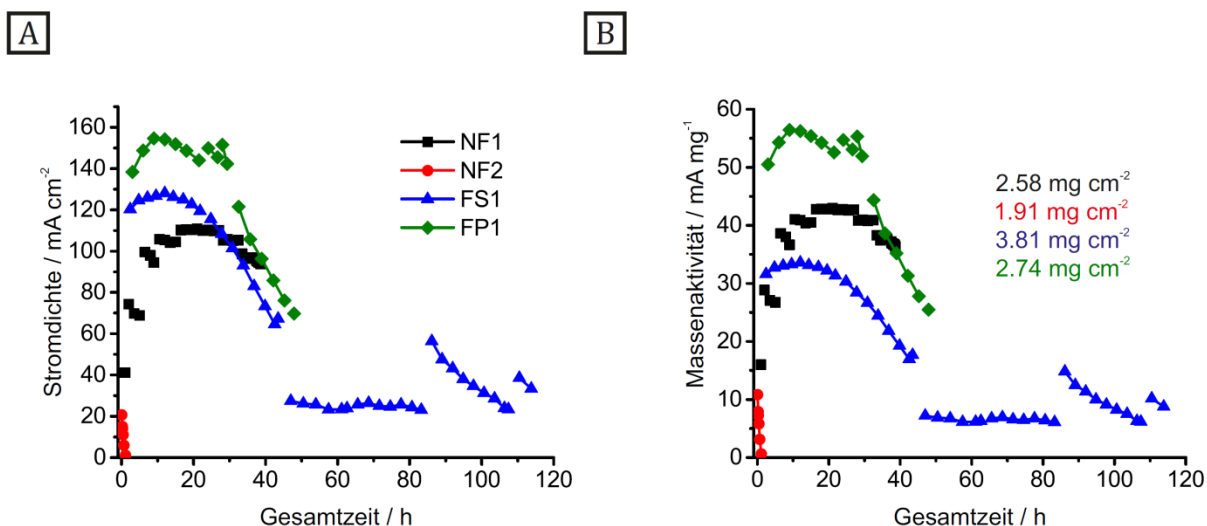 A
Stromdichte / mA cm⁻²
160
140
120
100
80
60
40
20
0
0 20 40 60 80 100 120
Gesamtzeit / h
NF1
NF2
FS1
FP1
B
Massenaktivität / mA mg⁻¹
60
50
40
30
20
10
0
0 20 40 60 80 100 120
Gesamtzeit / h
2.58 mg cm⁻²
1.91 mg cm⁻²
3.81 mg cm⁻²
2.74 mg cm⁻²